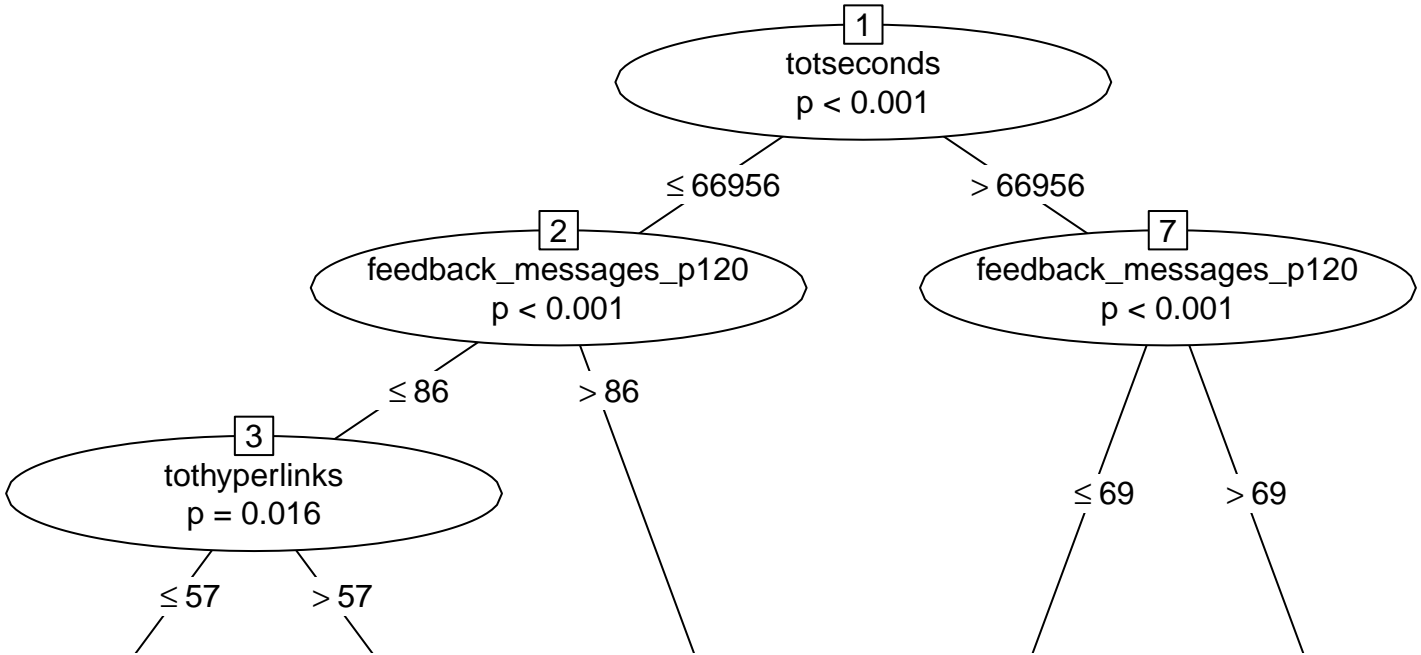 1
totseconds
p < 0.001
≤ 66956
> 66956
2
feedback_messages_p120
p < 0.001
7
feedback_messages_p120
p < 0.001
≤ 86
> 86
3
tothyperlinks
p = 0.016
≤ 69
> 69
≤ 57
> 57